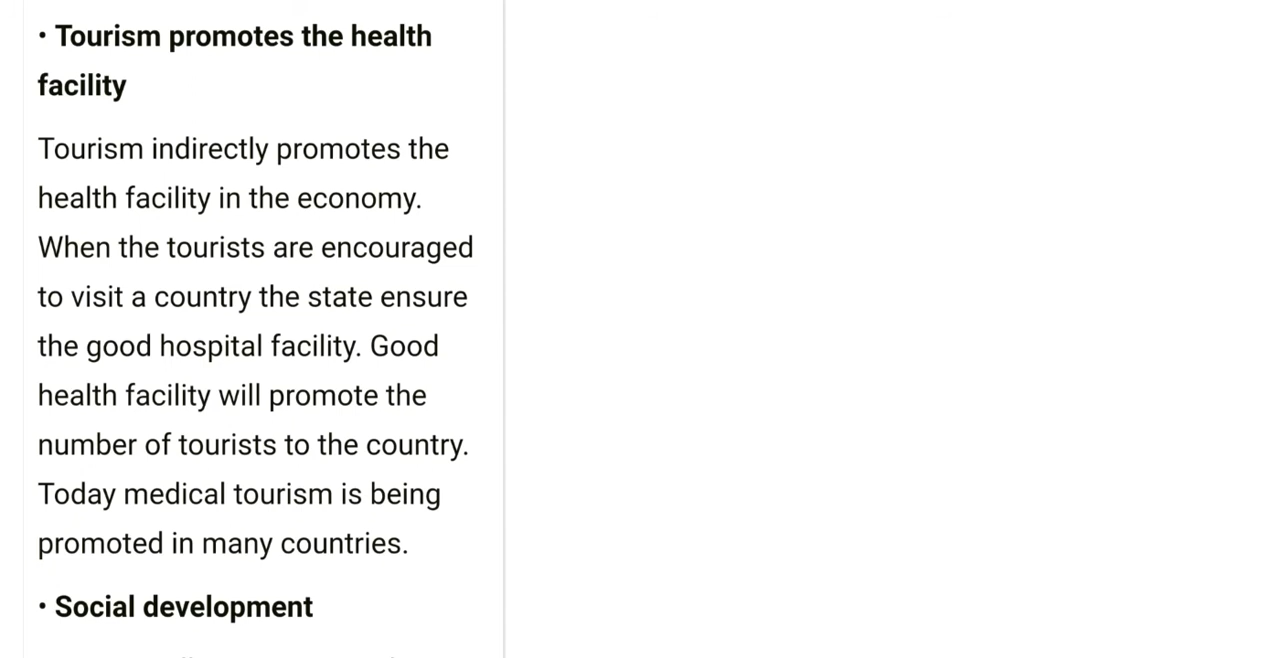 • Tourism promotes the health
facility
Tourism indirectly promotes the
health facility in the economy.
When the tourists are encouraged
to visit a country the state ensure
the good hospital facility. Good
health facility will promote the
number of tourists to the country.
Today medical tourism is being
promoted in many countries.
• Social development